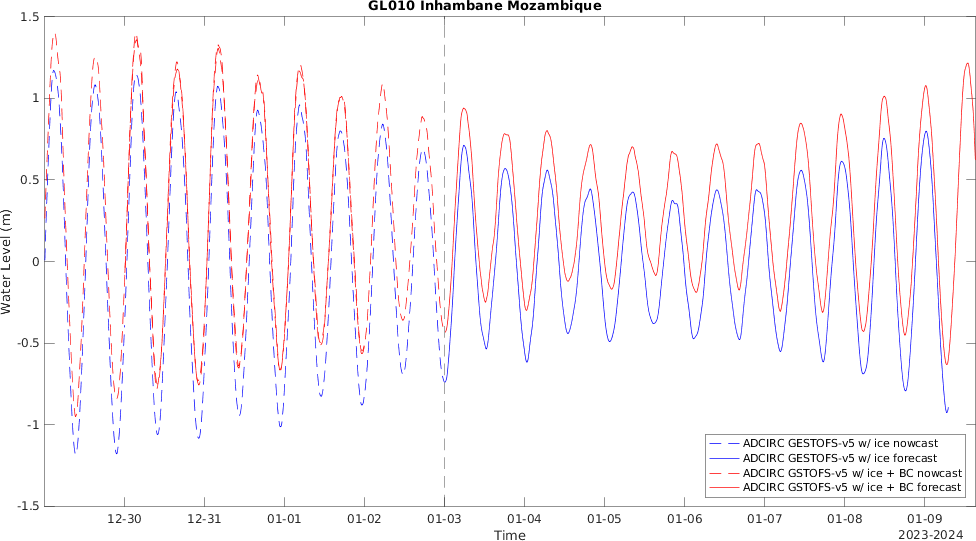 GL010 Inhambane Mozambique
1.5
1
0.5
0
-0.5
-1
-1.5
Water Level (m)
12-30 12-31 01-01 01-02 01-03 01-04 01-05 01-06 01-07 01-08 01-09
Time
2023-2024
ADCIRC GESTOFS-v5 w/ ice nowcast
ADCIRC GESTOFS-v5 w/ ice forecast
ADCIRC GSTOFS-v5 w/ ice + BC nowcast
ADCIRC GSTOFS-v5 w/ ice + BC forecast